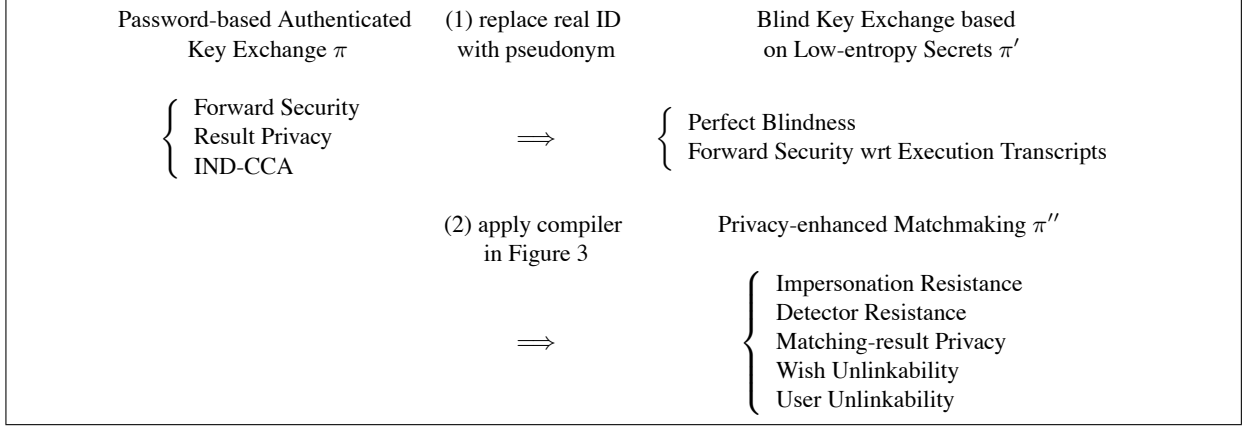 Password-based Authenticated
Key Exchange π
(1) replace real ID
with pseudonym
Blind Key Exchange based
on Low-entropy Secrets π′
Forward Security
Result Privacy
IND-CCA
⟹
Perfect Blindness
Forward Security wrt Execution Transcripts
(2) apply compiler
in Figure 3
Privacy-enhanced Matchmaking π′′
⟹
Impersonation Resistance
Detector Resistance
Matching-result Privacy
Wish Unlinkability
User Unlinkability